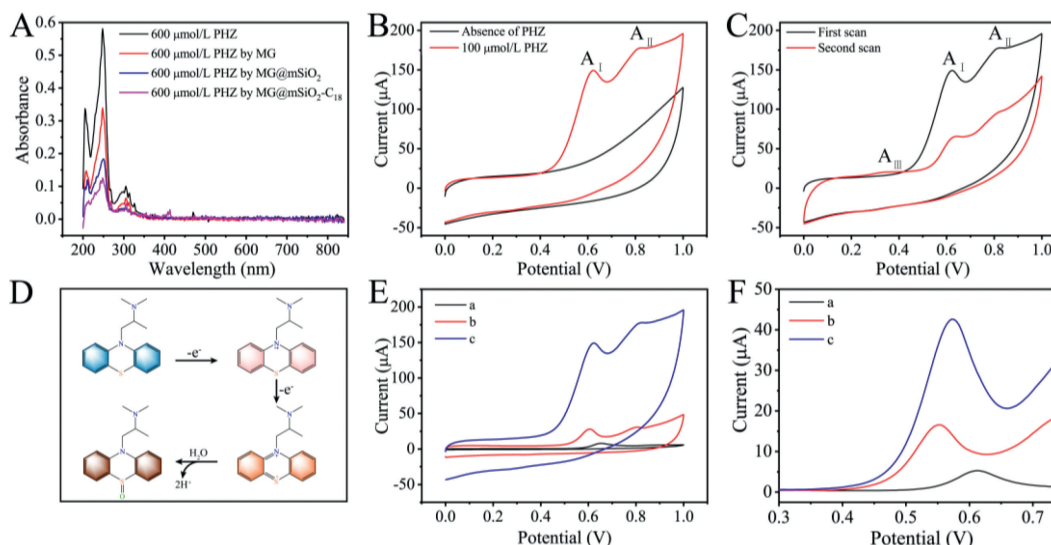 A
600 μmol/L PHZ
600 μmol/L PHZ by MG
600 μmol/L PHZ by MG@mSiO₂
600 μmol/L PHZ by MG@mSiO₂-C₁₈
0.6
0.5
0.4
0.3
0.2
0.1
0.0
Absorbance
200 300 400 500 600 700 800
Wavelength (nm)
B
Absence of PHZ
100 μmol/L PHZ
A_I
A_II
200
150
100
50
0
-50
Current (μA)
0.0 0.2 0.4 0.6 0.8 1.0
Potential (V)
C
First scan
Second scan
A_I
A_II
A_III
200
150
100
50
0
-50
Current (μA)
0.0 0.2 0.4 0.6 0.8 1.0
Potential (V)
D
-e⁻
-e⁻
H₂O
2H⁺
N
S
O
E
a
b
c
200
150
100
50
0
-50
Current (μA)
0.0 0.2 0.4 0.6 0.8 1.0
Potential (V)
F
a
b
c
50
40
30
20
10
0
Current (μA)
0.3 0.4 0.5 0.6 0.7
Potential (V)